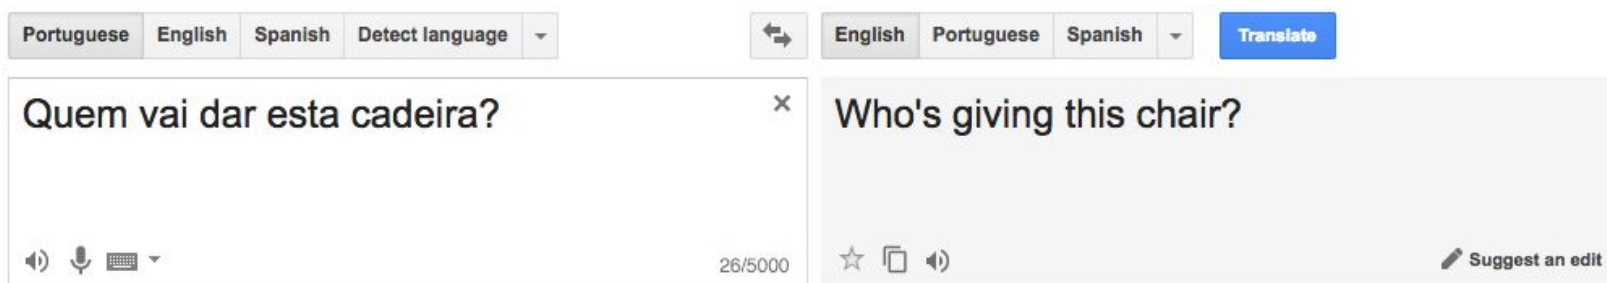 Portuguese English Spanish Detect language
English Portuguese Spanish Translate
Quem vai dar esta cadeira?
26/5000
Who's giving this chair?
Suggest an edit